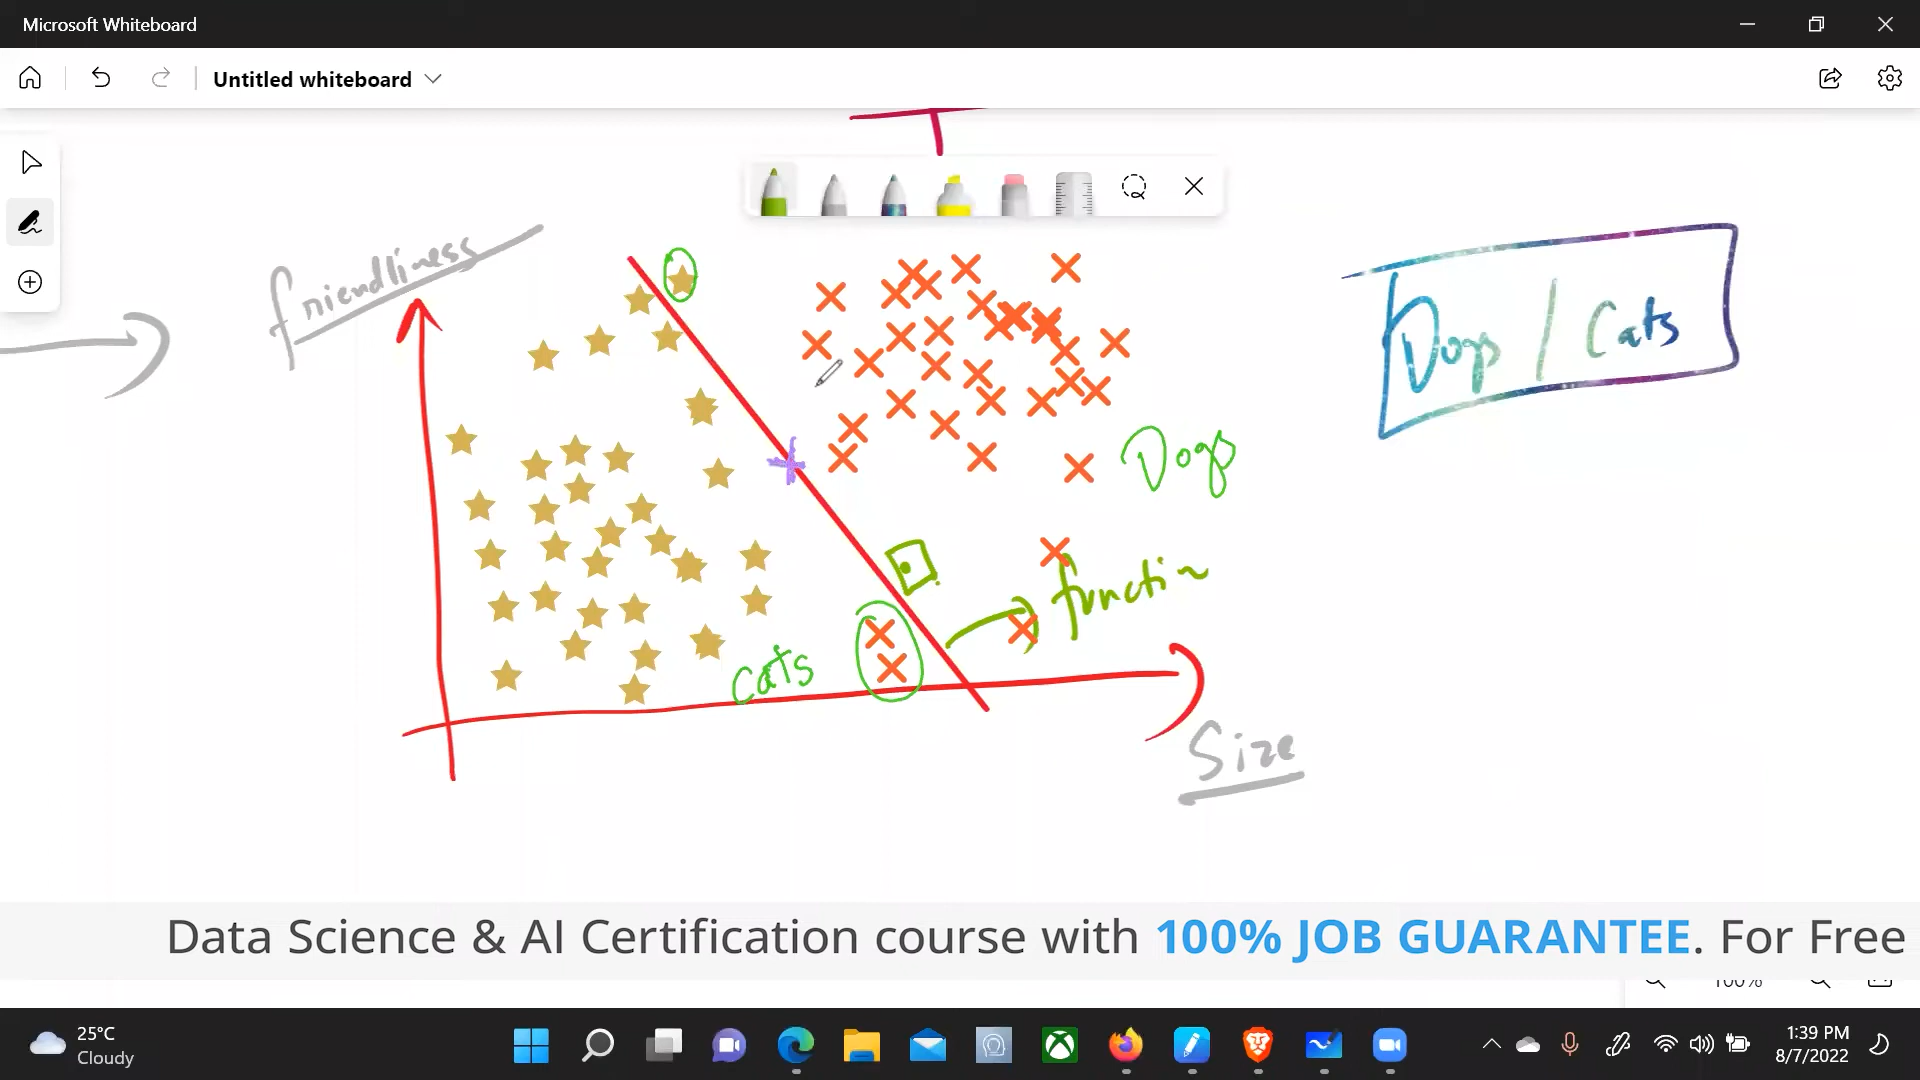 Microsoft Whiteboard
Untitled whiteboard
friendliness
Dogs / Cats
Dogs
function
cats
Size
Data Science & AI Certification course with 100% JOB GUARANTEE. For Free
100%
25°C
Cloudy
1:39 PM
8/7/2022